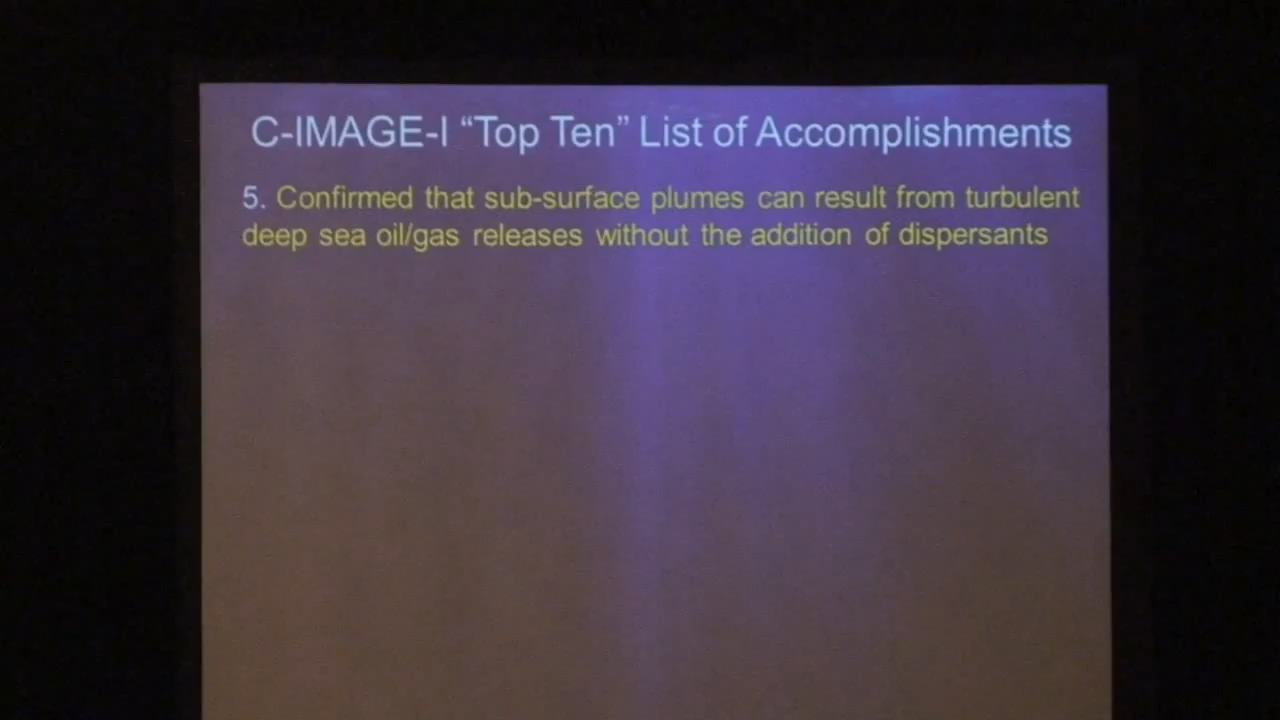 C-IMAGE-I “Top Ten” List of Accomplishments
5. Confirmed that sub-surface plumes can result from turbulent
deep sea oil/gas releases without the addition of dispersants